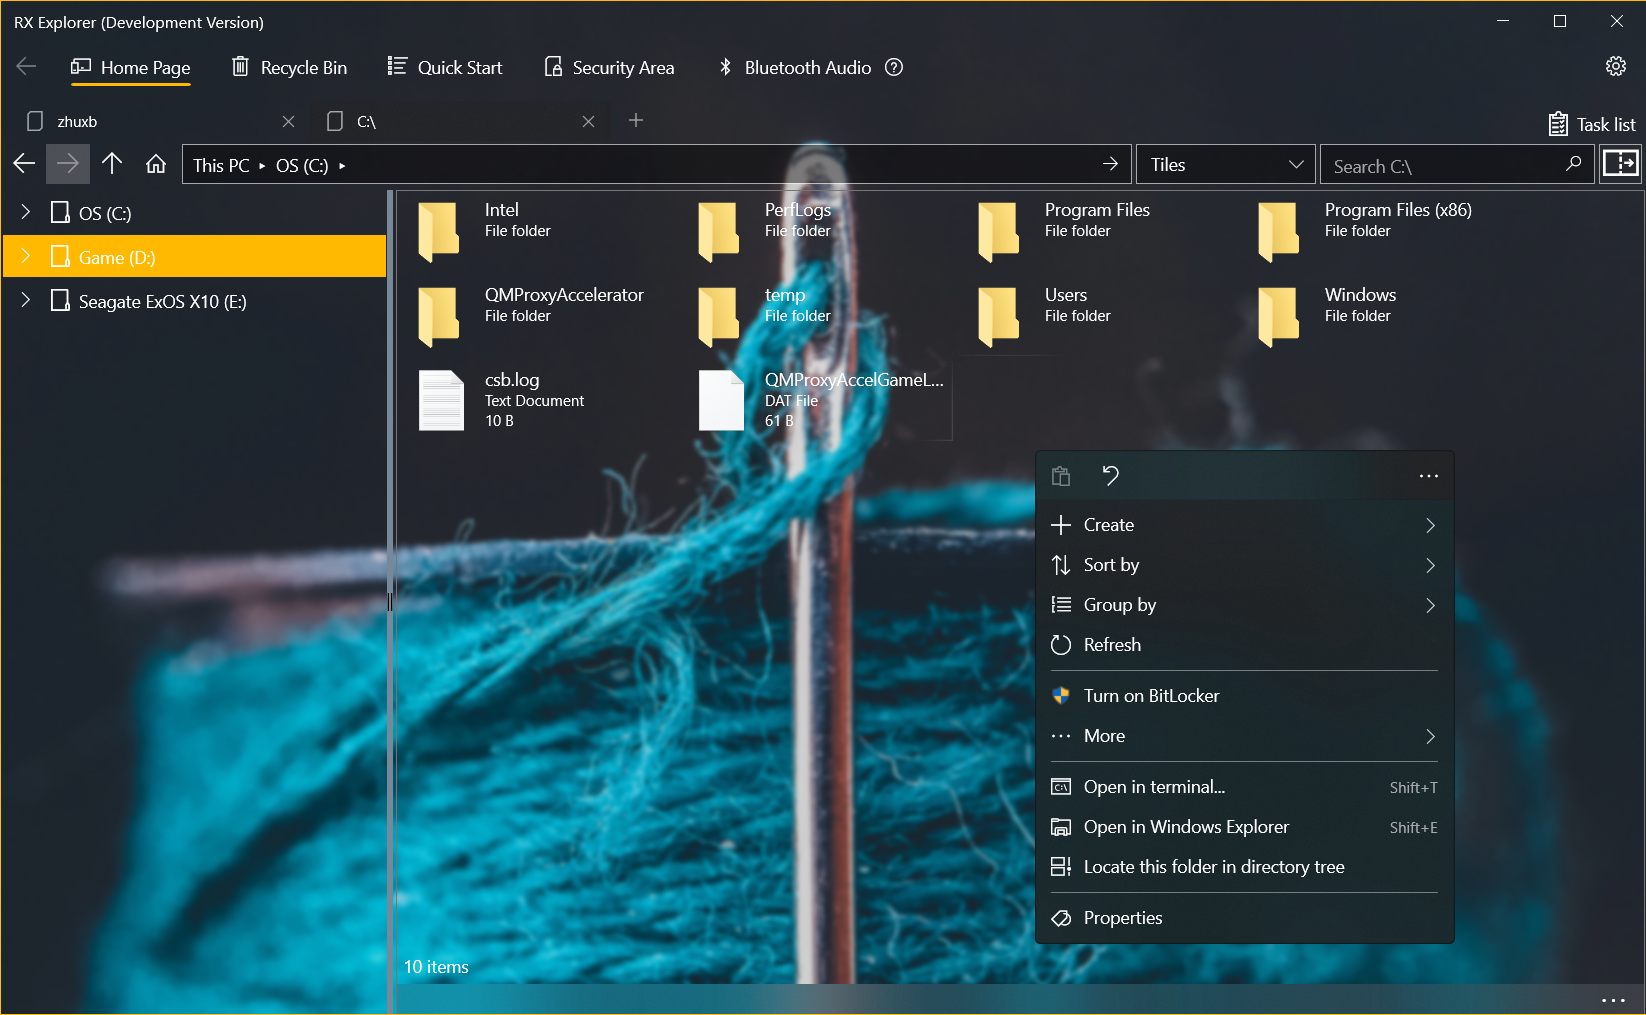 RX Explorer (Development Version)
Home Page
Recycle Bin
Quick Start
Security Area
Bluetooth Audio
zhuxb
C:\
Task list
This PC
OS (C:)
Tiles
Search C:\
OS (C:)
Game (D:)
Seagate ExOS X10 (E:)
Intel
File folder
PerfLogs
File folder
Program Files
File folder
Program Files (x86)
File folder
QMProxyAccelerator
File folder
temp
File folder
Users
File folder
Windows
File folder
csb.log
Text Document
10 B
QMProxyAccelGameL...
DAT File
61 B
Create
Sort by
Group by
Refresh
Turn on BitLocker
More
Open in terminal... Shift+T
Open in Windows Explorer Shift+E
Locate this folder in directory tree
Properties
10 items